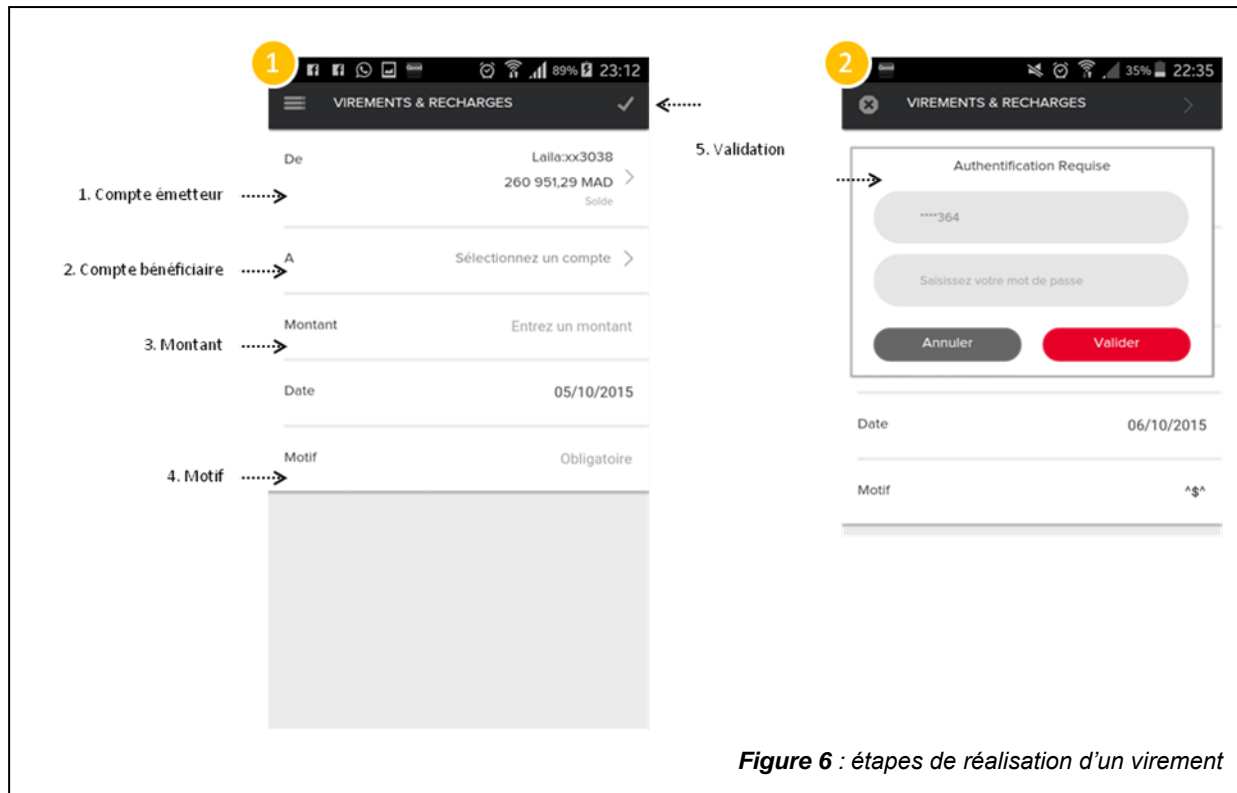 1
89% 23:12
VIREMENTS & RECHARGES
De
Laila:xx3038
260 951,29 MAD
Solde
1. Compte émetteur
A
Sélectionnez un compte
2. Compte bénéficiaire
Montant
Entrez un montant
3. Montant
Date
05/10/2015
Motif
Obligatoire
4. Motif
5. Validation
2
35% 22:35
VIREMENTS & RECHARGES
Authentification Requise
****364
Saisissez votre mot de passe
Annuler
Valider
Date
06/10/2015
Motif
^$^
Figure 6 : étapes de réalisation d’un virement